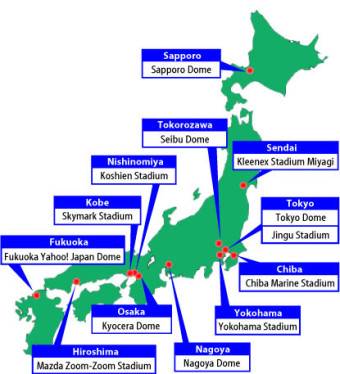 Sapporo
Sapporo Dome
Tokorozawa
Seibu Dome
Sendai
Kleenex Stadium Miyagi
Nishinomiya
Koshien Stadium
Kobe
Skymark Stadium
Tokyo
Tokyo Dome
Jingu Stadium
Fukuoka
Fukuoka Yahoo! Japan Dome
Chiba
Chiba Marine Stadium
Osaka
Kyocera Dome
Yokohama
Yokohama Stadium
Hiroshima
Mazda Zoom-Zoom Stadium
Nagoya
Nagoya Dome